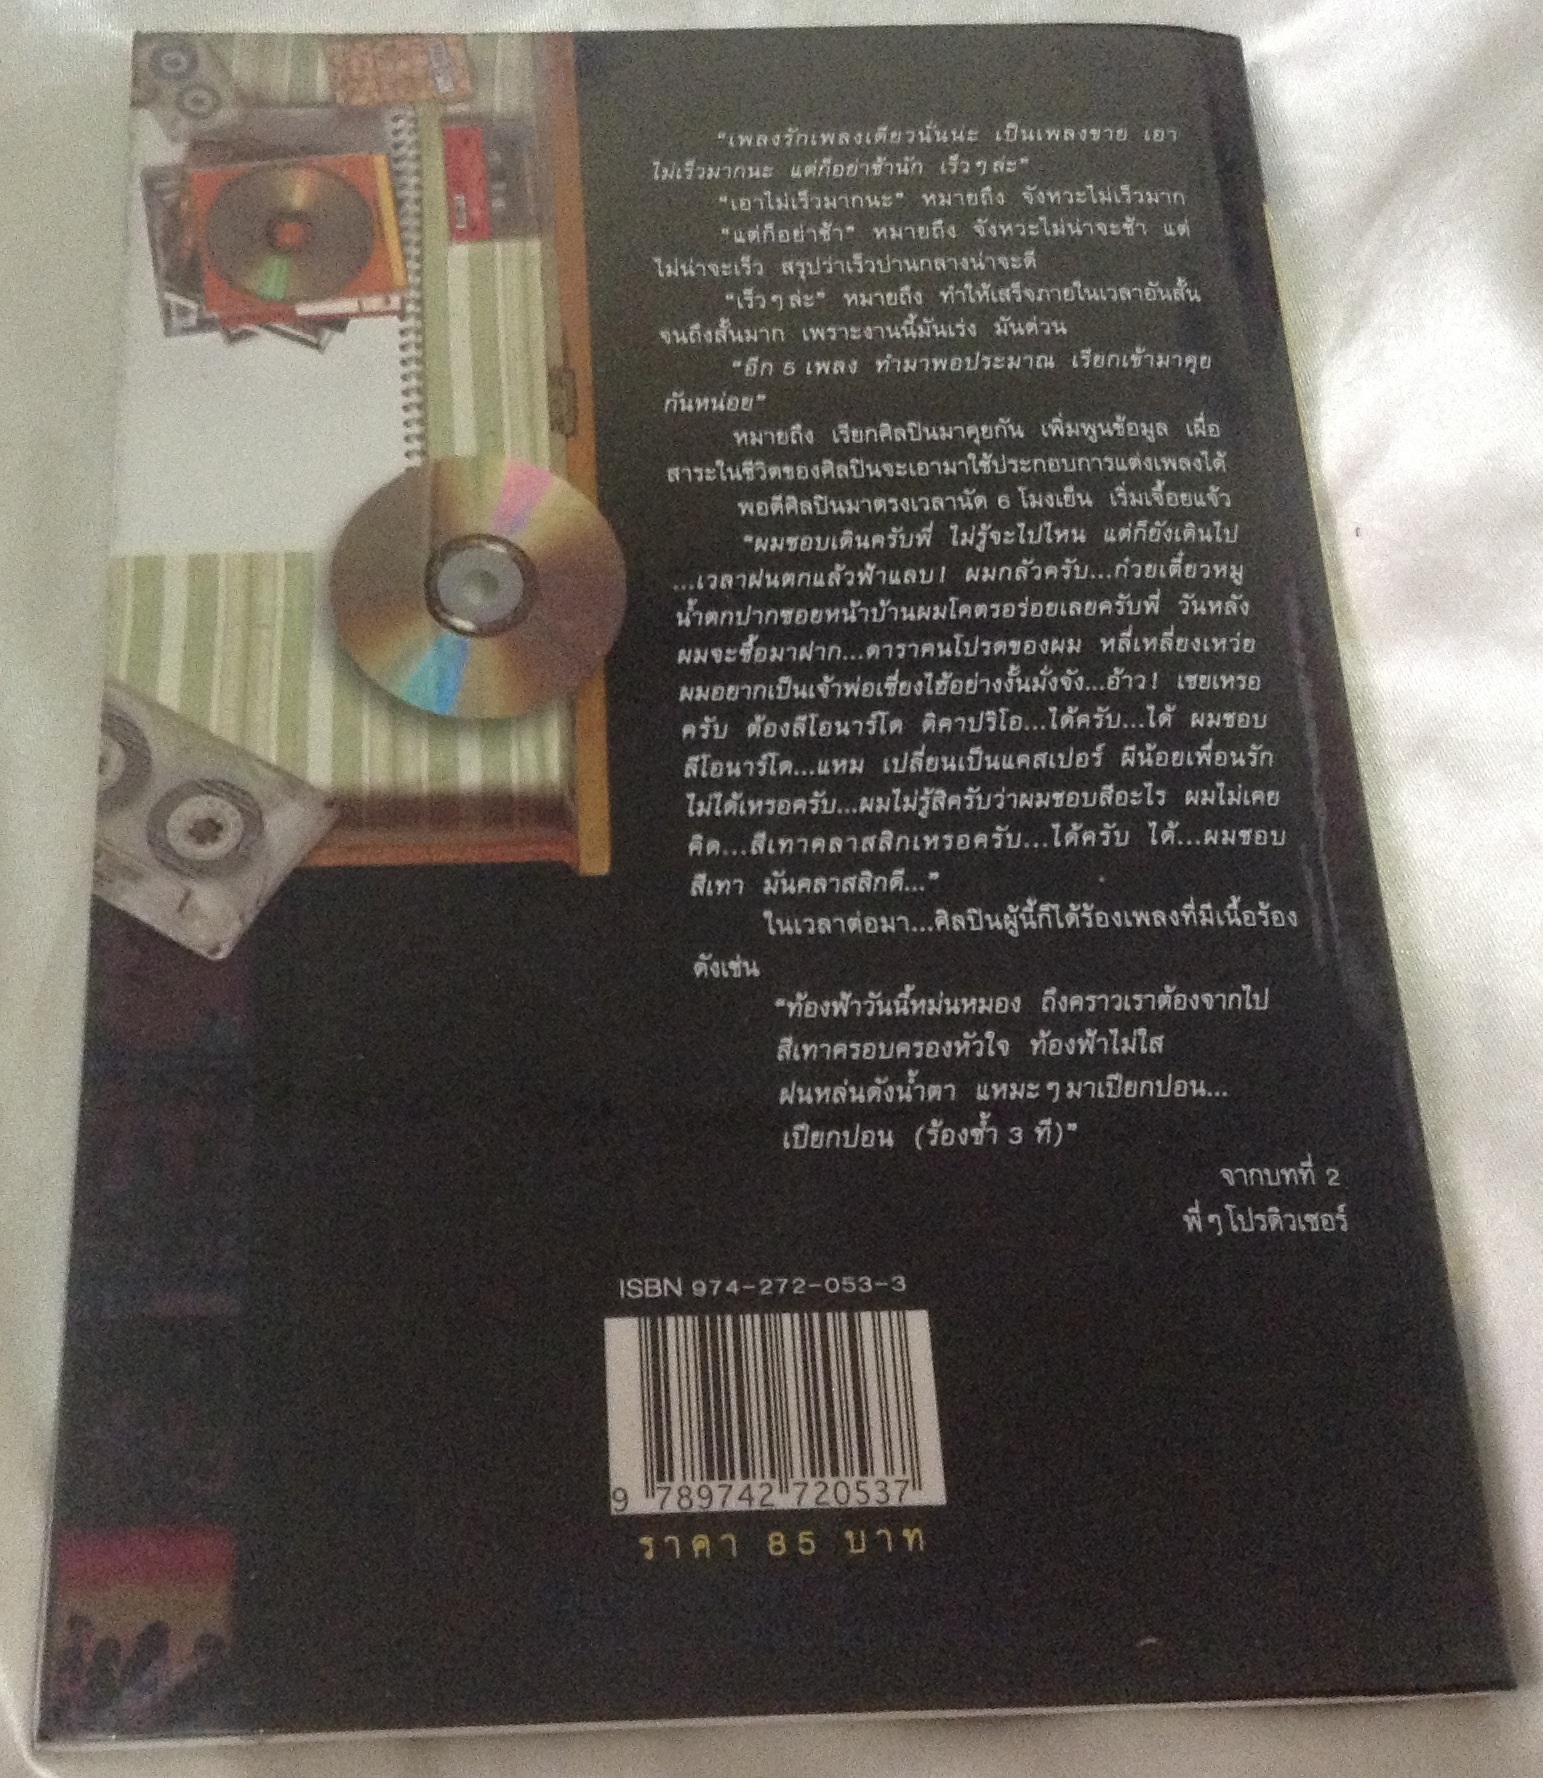 "เพลงรักเพลงเดียวนั่นนะ เป็นเพลงขาย เอา
ไม่เร็วมากนะ แต่ก็อย่าช้านัก เร็วๆล่ะ"
"เอาไม่เร็วมากนะ" หมายถึง จังหวะไม่เร็วมาก
"แต่ก็อย่าช้า" หมายถึง จังหวะไม่น่าจะช้า แต่
ไม่น่าจะเร็ว สรุปว่าเร็วปานกลางน่าจะดี
"เร็วๆล่ะ" หมายถึง ทำให้เสร็จภายในเวลาอันสั้น
จนถึงสั้นมาก เพราะงานนี้มันเร่ง มันด่วน
"อีก 5 เพลง ทำมาพอประมาณ เรียกเข้ามาคุย
กันหน่อย"
หมายถึง เรียกศิลปินมาคุยกัน เพิ่มพูนข้อมูล เผื่อ
สาระในชีวิตของศิลปินจะเอามาใช้ประกอบการแต่งเพลงได้
พอดีศิลปินมาตรงเวลานัด 6 โมงเย็น เริ่มเจื้อยแจ้ว
"ผมชอบเดินครับพี่ ไม่รู้จะไปไหน แต่ก็ยังเดินไป
...เวลาฝนตกแล้วฟ้าแลบ! ผมกลัวครับ...ก๋วยเตี๋ยวหมู
น้ำตกปากซอยหน้าบ้านผมโคตรอร่อยเลยครับพี่ วันหลัง
ผมจะซื้อมาฝาก...ดาราคนโปรดของผม หลี่เหลี่ยงเหว่ย
ผมอยากเป็นเจ้าพ่อเซี่ยงไฮ้อย่างงั้นมั่งจัง...อ้าว! เชยเหรอ
ครับ ต้องลีโอนาร์โด ดิคาปริโอ...ได้ครับ...ได้ ผมชอบ
ลีโอนาร์โด...แหม เปลี่ยนเป็นแคสเปอร์ ผีน้อยเพื่อนรัก
ไม่ได้เหรอครับ...ผมไม่รู้สิครับว่าผมชอบสีอะไร ผมไม่เคย
คิด...สีเทาคลาสสิกเหรอครับ...ได้ครับ ได้...ผมชอบ
สีเทา มันคลาสสิกดี..."
ในเวลาต่อมา...ศิลปินผู้นี้ก็ได้ร้องเพลงที่มีเนื้อร้อง
ดังเช่น
"ท้องฟ้าวันนี้หม่นหมอง ถึงคราวเราต้องจากไป
สีเทาครอบครองหัวใจ ท้องฟ้าไม่ใส
ฝนหล่นดังน้ำตา แหมะๆมาเปียกปอน...
เปียกปอน (ร้องซ้ำ 3 ที)"
จากบทที่ 2
พี่ๆโปรดิวเซอร์
ISBN 974-272-053-3
9 789742 720537
ราคา 85 บาท